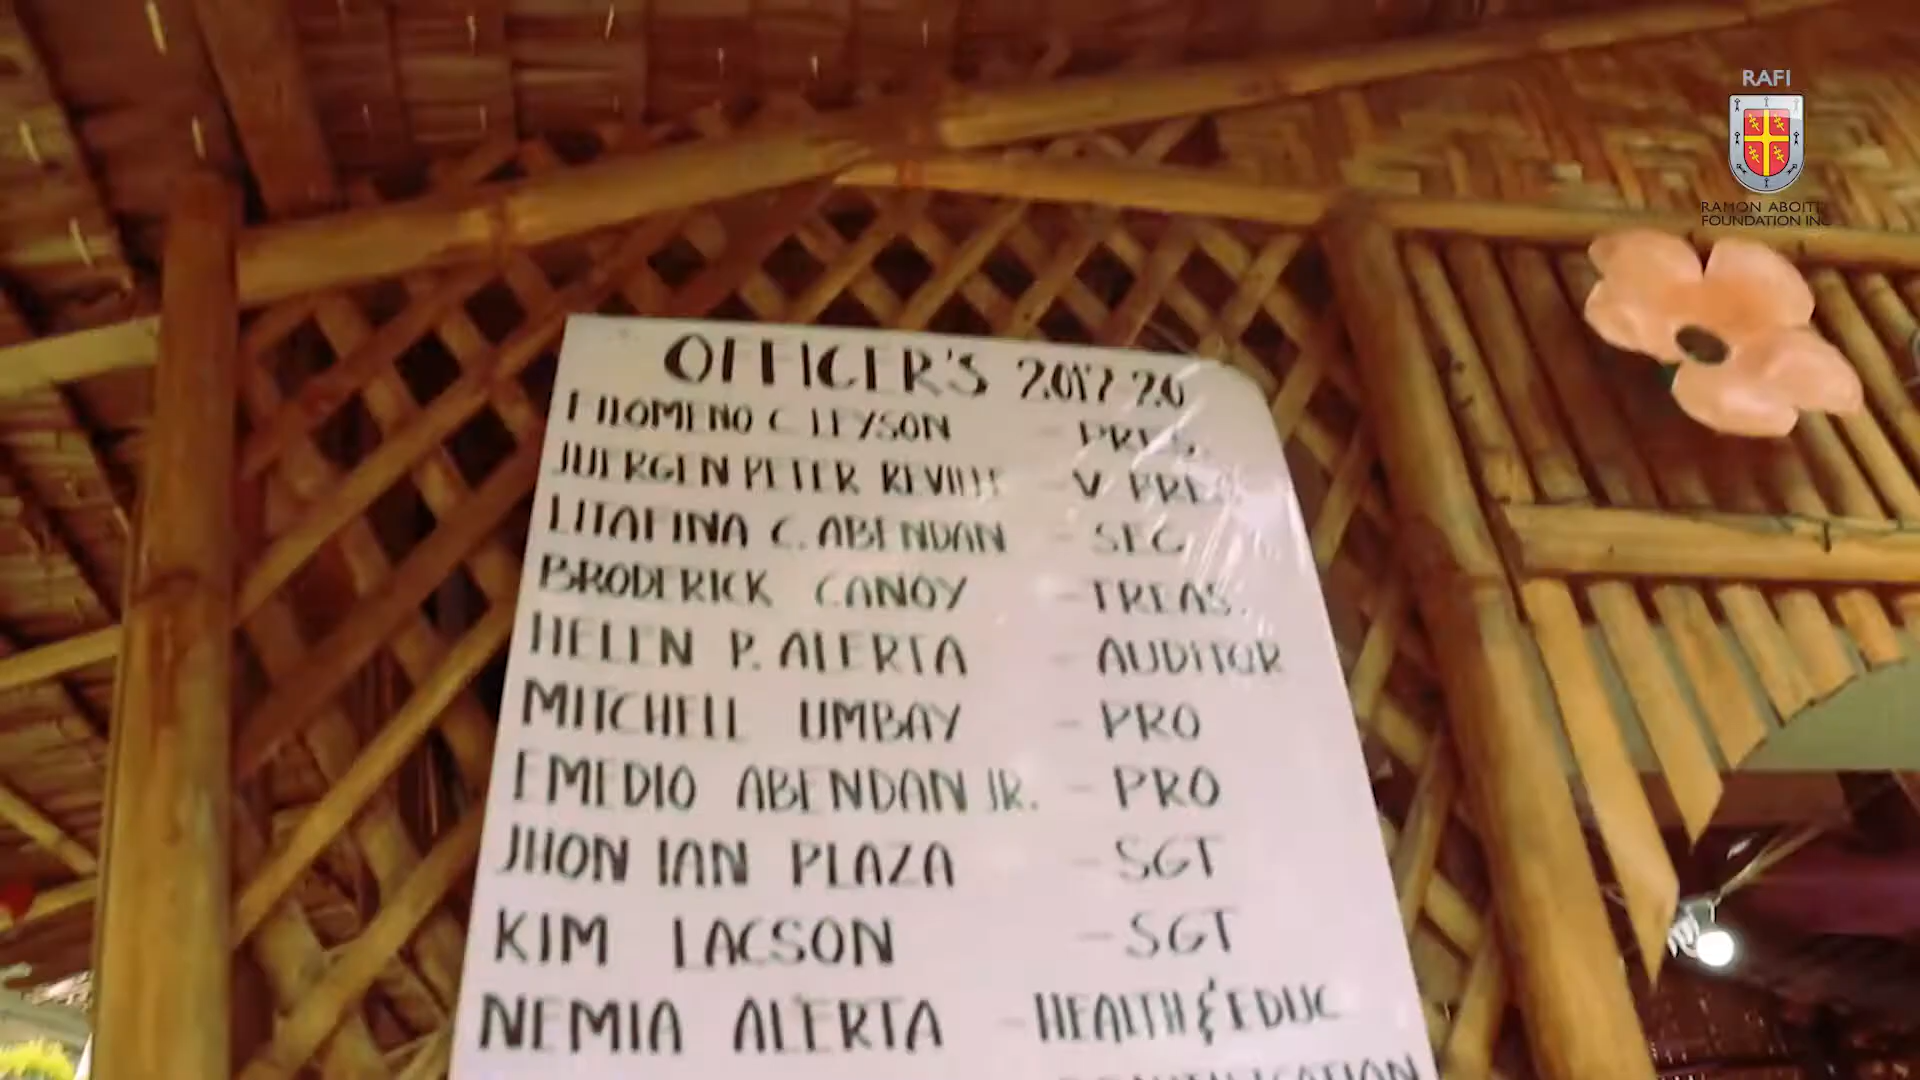 RAFI
RAMON ABOITIZ
FOUNDATION INC
OFFICER'S 2017 20
FILOMENO C LEYSON - PRES.
JUERGEN PETER REVILLE - V PRES
LITAFINA C. ABENDAN - SEC
BRODERICK CANOY - TREAS.
HELEN P. ALERTA - AUDITOR
MITCHELL UMBAY - PRO
EMEDIO ABENDAN JR. - PRO
JHON IAN PLAZA - SGT
KIM LACSON - SGT
NEMIA ALERTA - HEALTH & EDUC